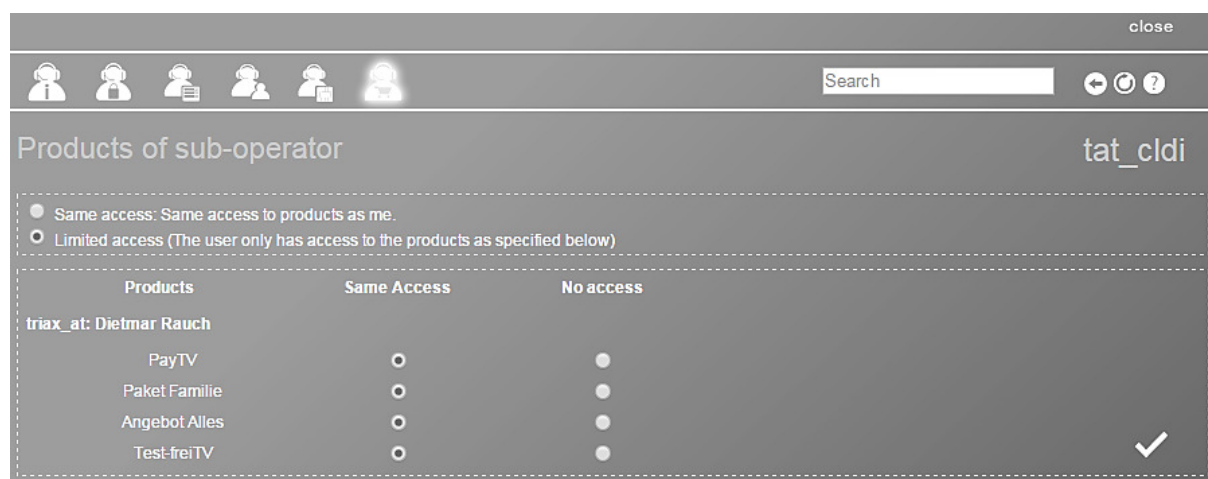 close
Search
Products of sub-operator
tat_cldi
Same access: Same access to products as me.
Limited access (The user only has access to the products as specified below)
Products Same Access No access
triax_at: Dietmar Rauch
PayTV
Paket Familie
Angebot Alles
Test-freiTV